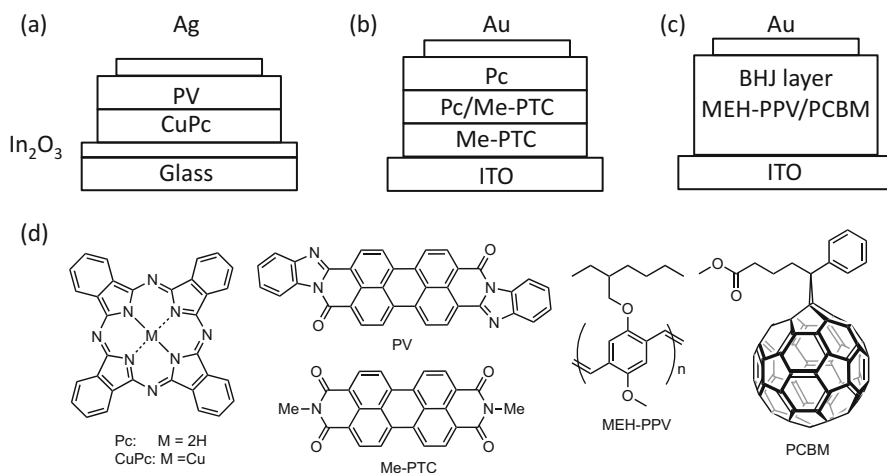 (a)
Ag
PV
CuPc
In₂O₃
Glass
(b)
Au
Pc
Pc/Me-PTC
Me-PTC
ITO
(c)
Au
BHJ layer
MEH-PPV/PCBM
ITO
(d)
N
N
N
N
M
N
N
N
N
Pc: M = 2H
CuPc: M =Cu
N
O
N
N
O
N
PV
O
O
Me-N
N-Me
O
O
Me-PTC
O
n
O
MEH-PPV
O
O
PCBM